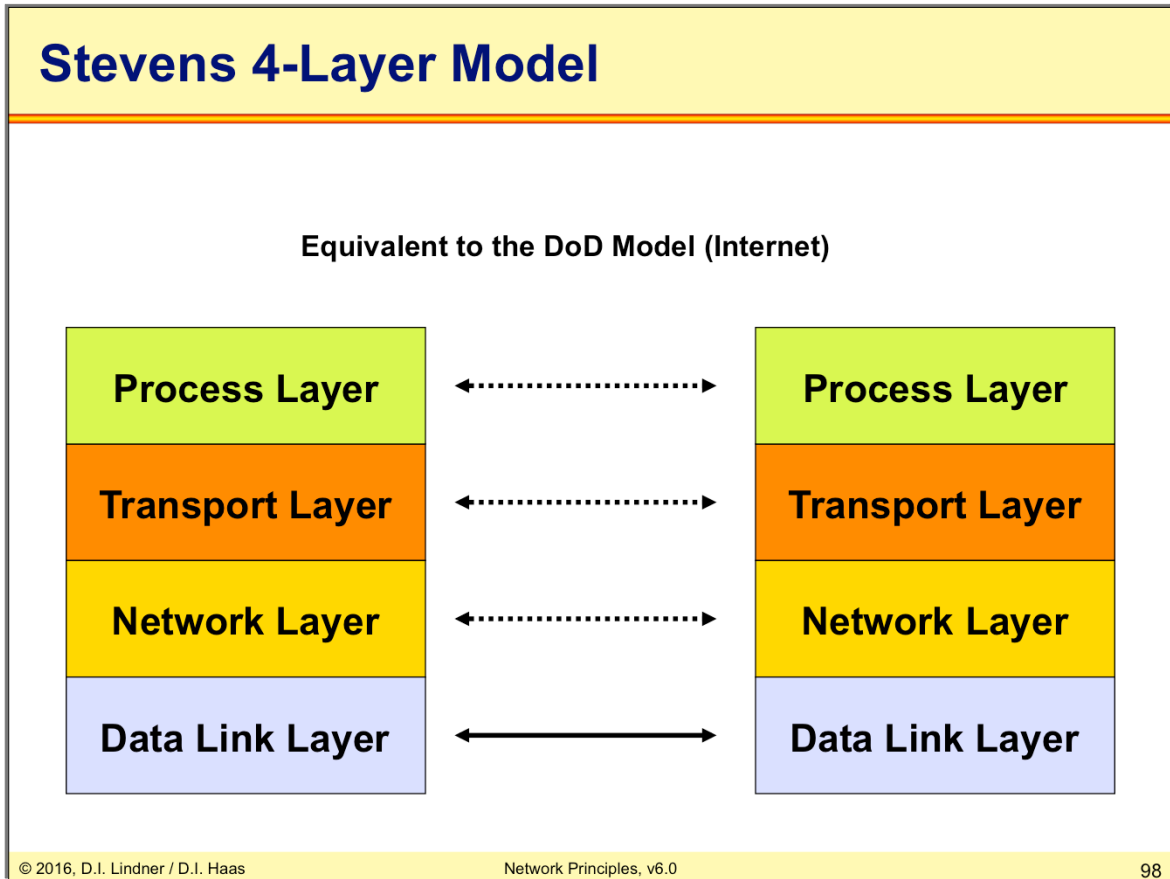 Stevens 4-Layer Model
Equivalent to the DoD Model (Internet)
Process Layer
Process Layer
Transport Layer
Transport Layer
Network Layer
Network Layer
Data Link Layer
Data Link Layer
© 2016, D.I. Lindner / D.I. Haas
Network Principles, v6.0
98